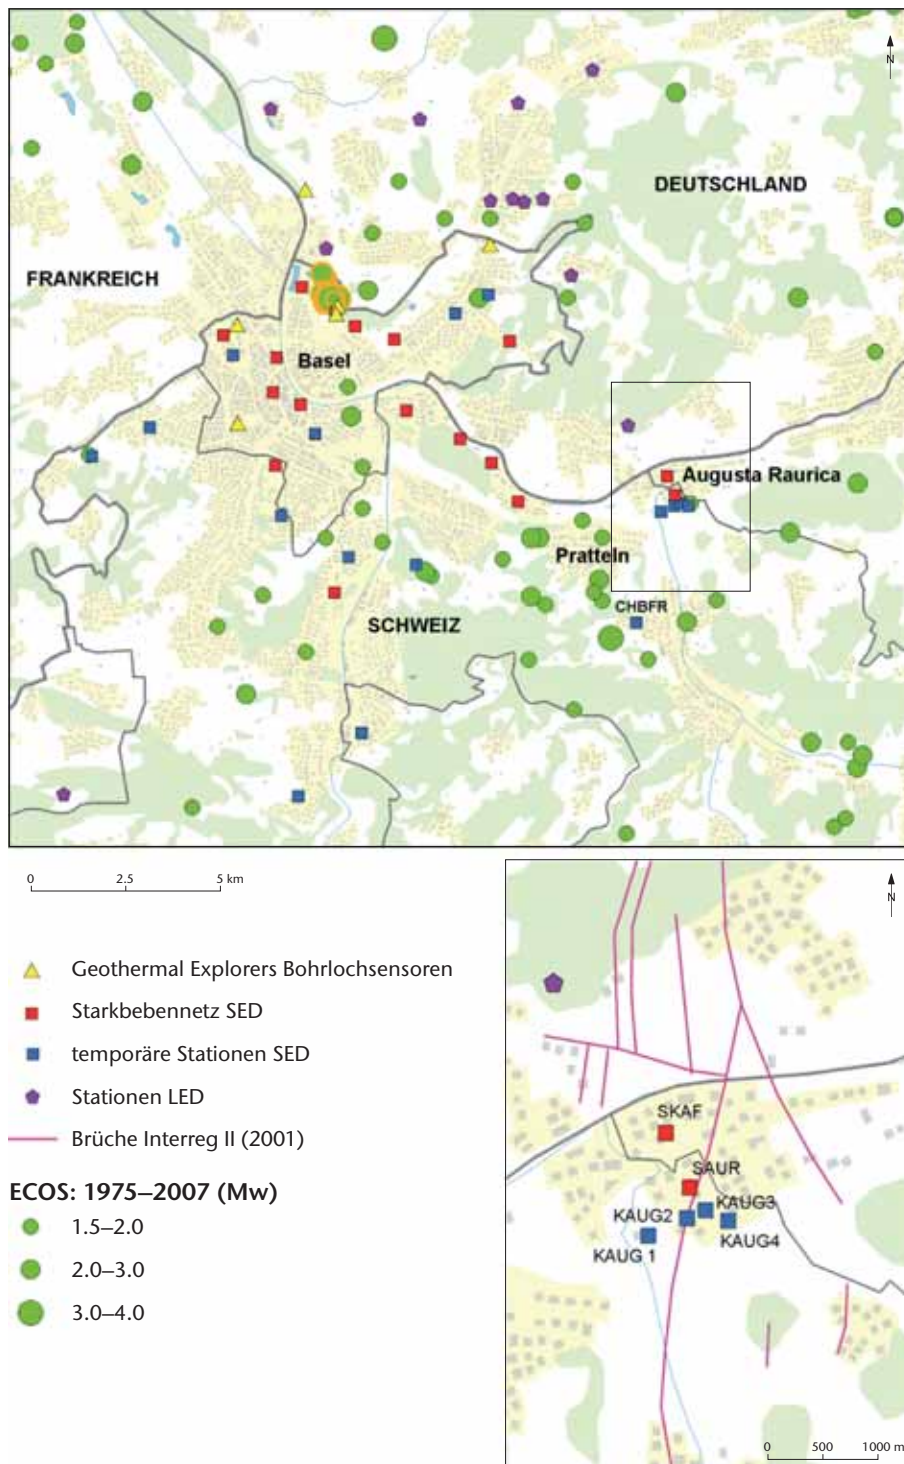 N
DEUTSCHLAND
FRANKREICH
Basel
Augusta Raurica
Pratteln
CHBFR
SCHWEIZ
0 2.5 5 km
Geothermal Explorers Bohrlochsensoren
Starkbebennetz SED
temporäre Stationen SED
Stationen LED
Brüche Interreg II (2001)
ECOS: 1975–2007 (Mw)
1.5–2.0
2.0–3.0
3.0–4.0
N
SKAF
SAUR
KAUG3
KAUG2
KAUG4
KAUG 1
0 500 1000 m